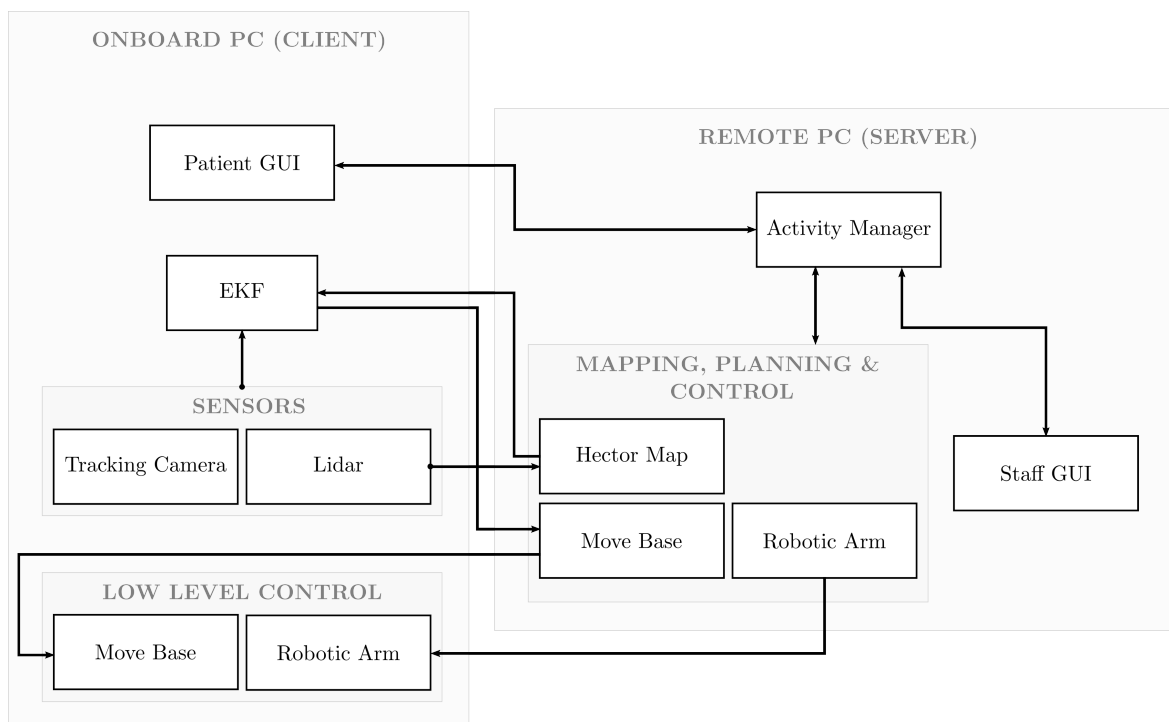 ONBOARD PC (CLIENT)
Patient GUI
EKF
SENSORS
Tracking Camera
Lidar
LOW LEVEL CONTROL
Move Base
Robotic Arm
REMOTE PC (SERVER)
Activity Manager
MAPPING, PLANNING &
CONTROL
Hector Map
Move Base
Robotic Arm
Staff GUI